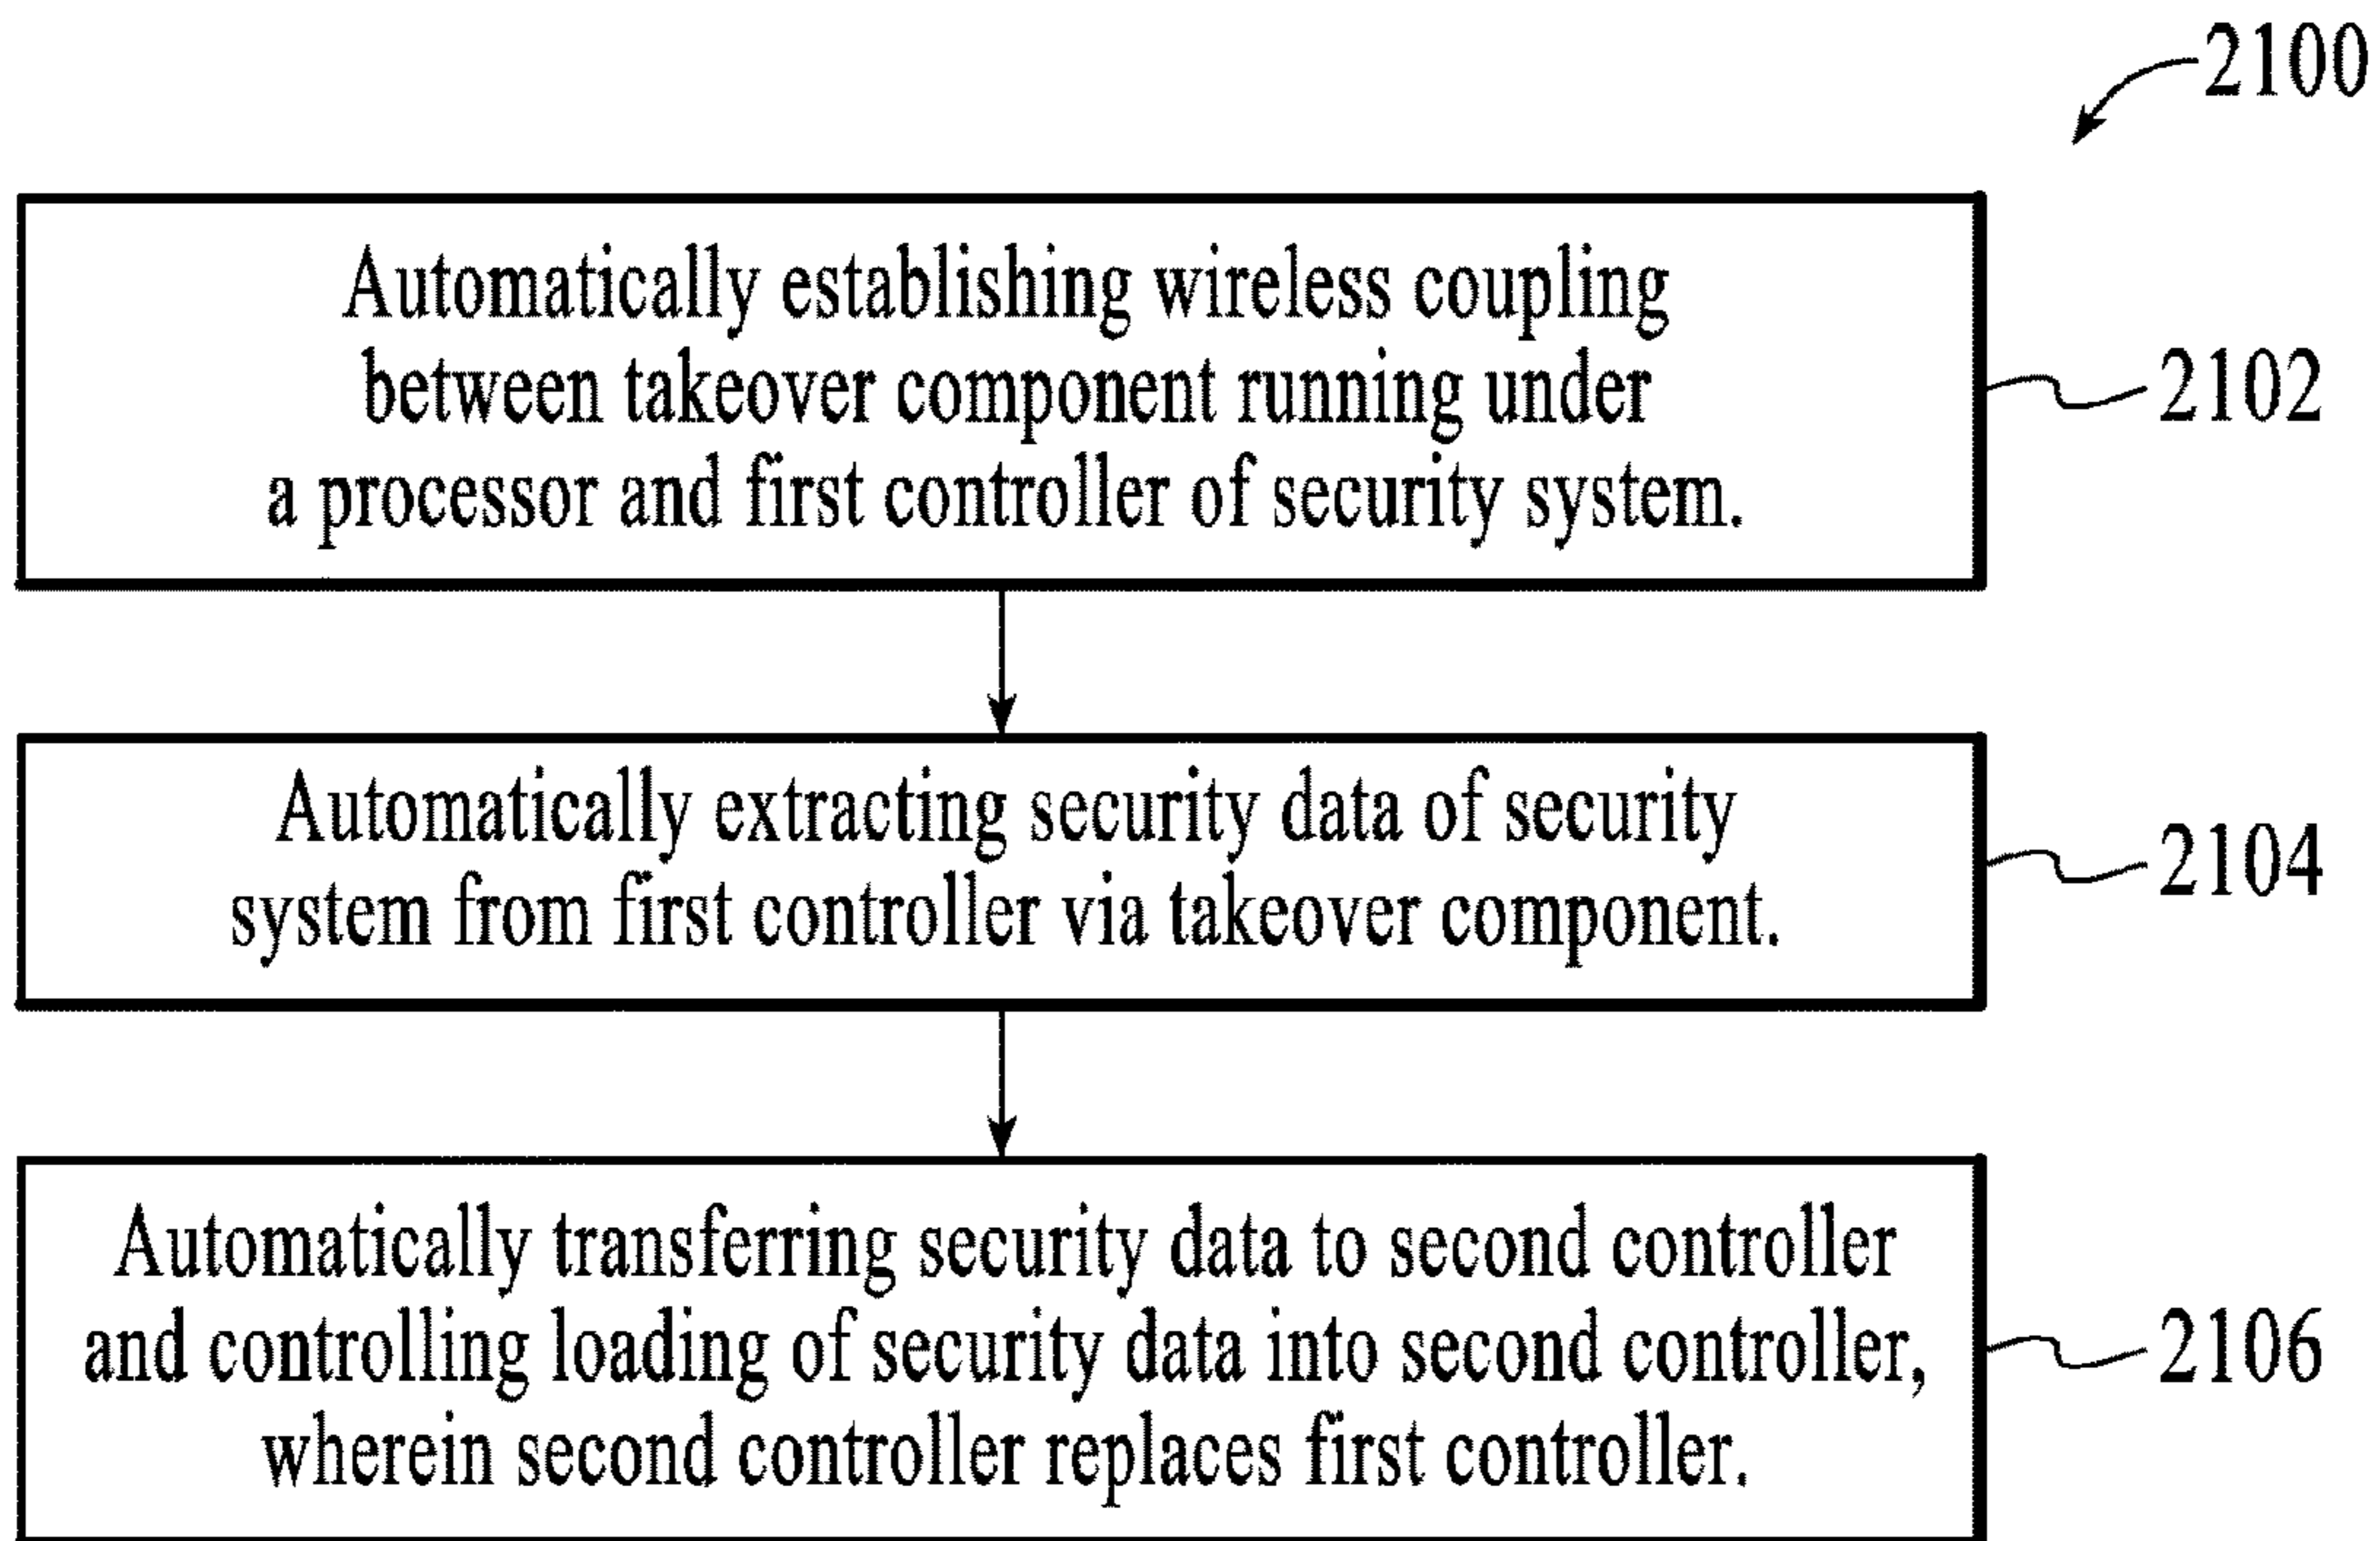 2100
Automatically establishing wireless coupling
between takeover component running under
a processor and first controller of security system.
2102
Automatically extracting security data of security
system from first controller via takeover component.
2104
Automatically transferring security data to second controller
and controlling loading of security data into second controller,
wherein second controller replaces first controller.
2106